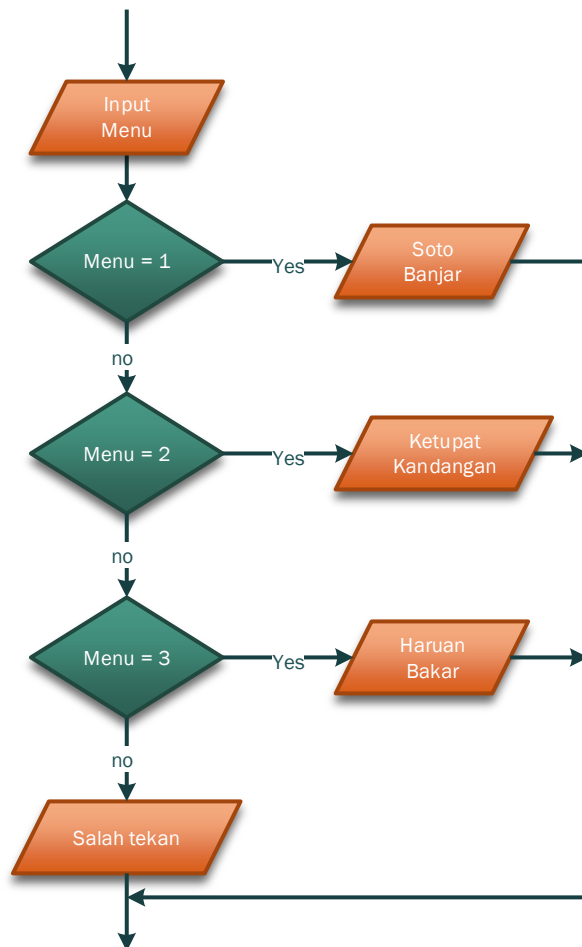 Input
Menu
Menu = 1
Yes
Soto
Banjar
no
Menu = 2
Yes
Ketupat
Kandangan
no
Menu = 3
Yes
Haruan
Bakar
no
Salah tekan